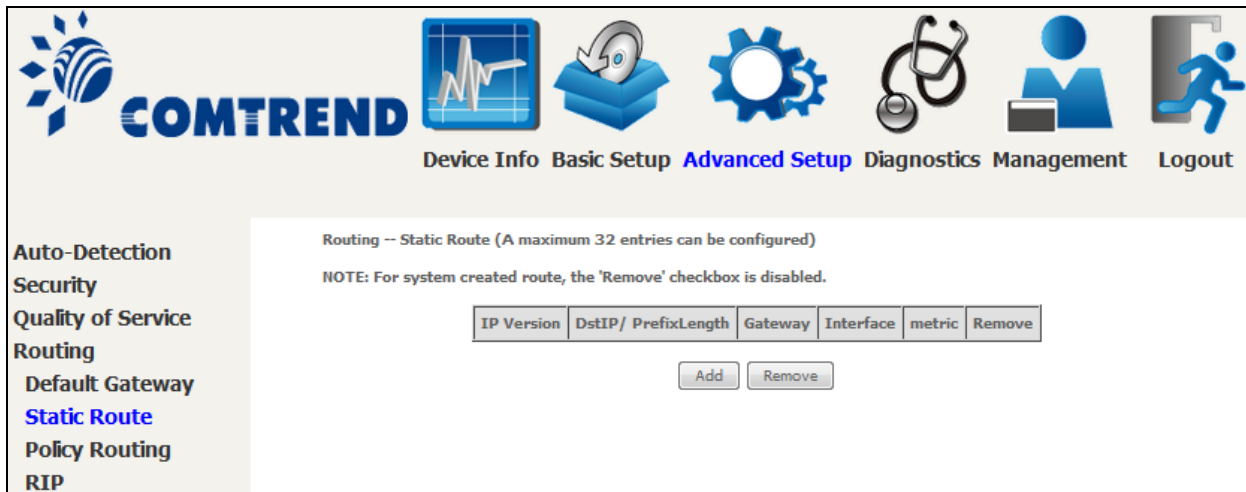 COMTREND
Device Info Basic Setup Advanced Setup Diagnostics Management Logout
Auto-Detection
Security
Quality of Service
Routing
Default Gateway
Static Route
Policy Routing
RIP
Routing -- Static Route (A maximum 32 entries can be configured)
NOTE: For system created route, the 'Remove' checkbox is disabled.
IP Version DstIP/ PrefixLength Gateway Interface metric Remove
Add Remove